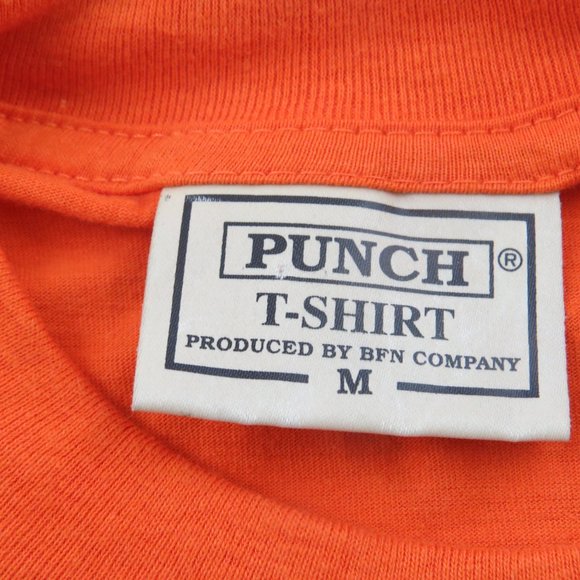 PUNCH®
T-SHIRT
PRODUCED BY BFN COMPANY
M